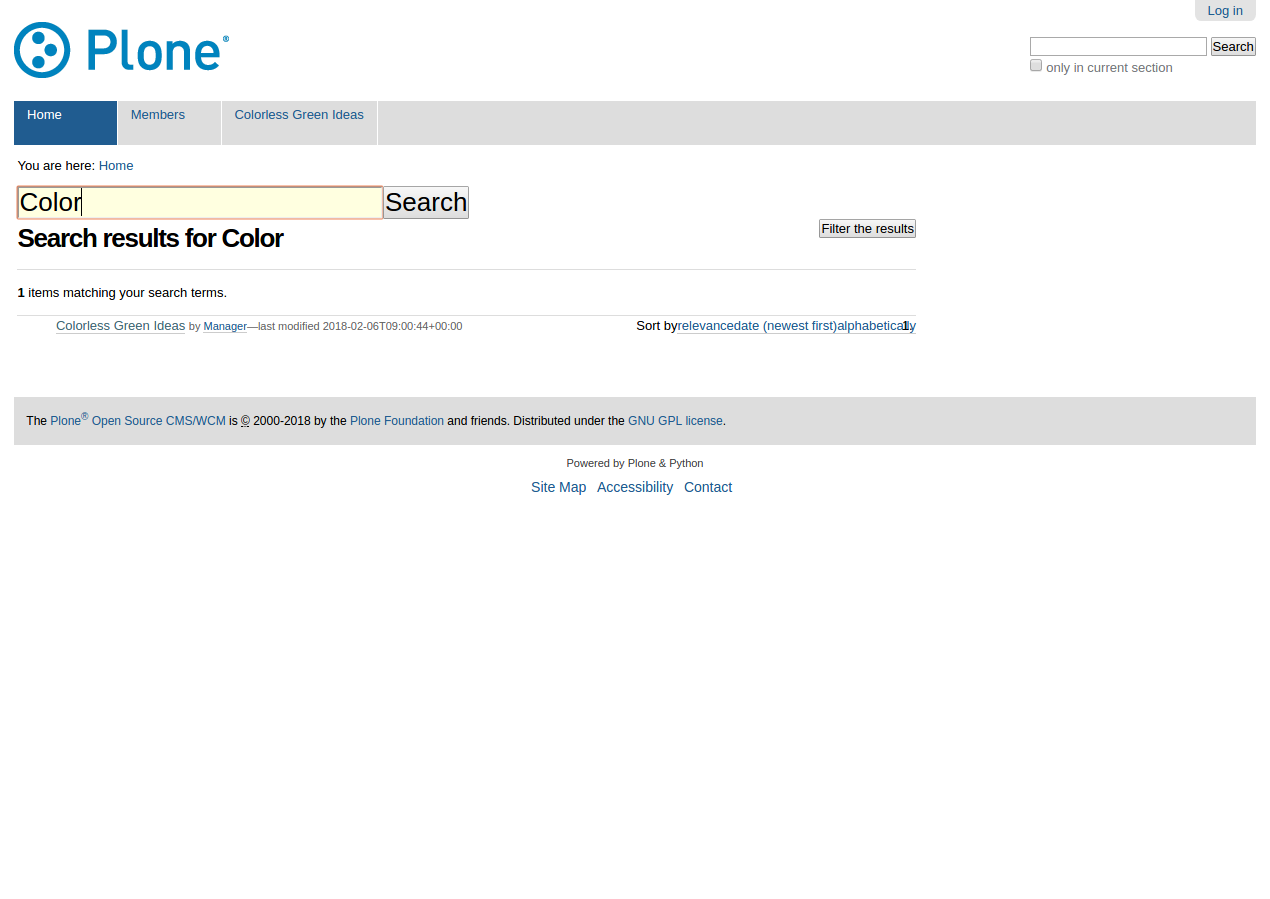 Log in
Plone®
Search
only in current section
Home Members Colorless Green Ideas
You are here: Home
Color Search
Search results for Color
Filter the results
1 items matching your search terms.
Colorless Green Ideas by Manager—last modified 2018-02-06T09:00:44+00:00 Sort byrelevancedate (newest first)alphabetically 1.
The Plone® Open Source CMS/WCM is © 2000-2018 by the Plone Foundation and friends. Distributed under the GNU GPL license.
Powered by Plone & Python
Site Map Accessibility Contact